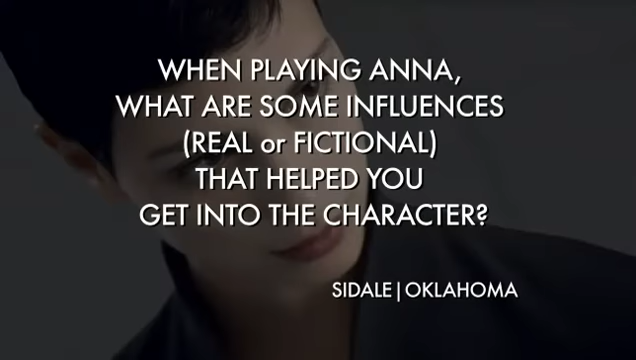 WHEN PLAYING ANNA,
WHAT ARE SOME INFLUENCES
(REAL or FICTIONAL)
THAT HELPED YOU
GET INTO THE CHARACTER?
SIDALE | OKLAHOMA